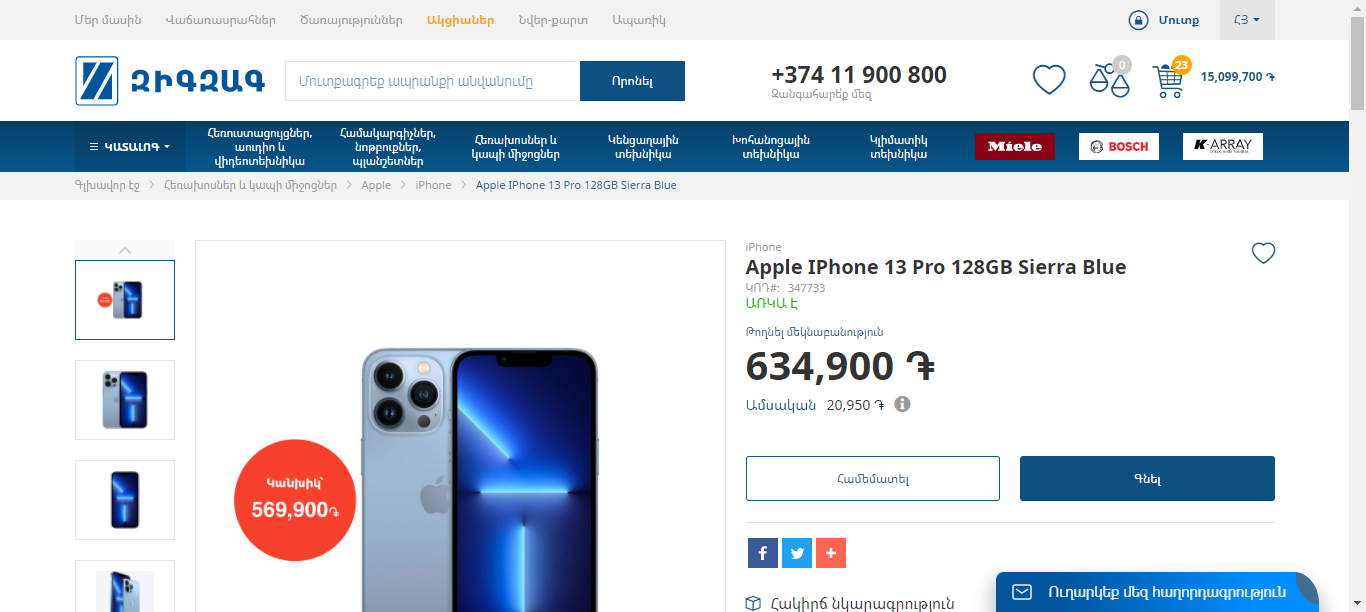 Մեր մասին Վաճառասրահներ Ծառայություններ Ակցիաներ Նվեր-քարտ Ապառիկ Մուտք ՀՅ
ԶԻԳԶԱԳ Մուտքագրեք ապրանքի անվանումը Որոնել +374 11 900 800 0 23 15,099,700 ֏
Զանգահարեք մեզ
ԿԱՏԱԼՈԳ
Հեռուստացույցներ,
աուդիո և
վիդեոտեխնիկա
Համակարգիչներ,
նոթբուքներ,
պլանշետներ
Հեռախոսներ և
կապի միջոցներ
Կենցաղային
տեխնիկա
Խոհանոցային
տեխնիկա
Կլիմատիկ
տեխնիկա
Miele
BOSCH
K-ARRAY
Գլխավոր էջ Հեռախոսներ և կապի միջոցներ Apple iPhone Apple IPhone 13 Pro 128GB Sierra Blue
Կանխիկ՝
569,900֏
iPhone
Apple IPhone 13 Pro 128GB Sierra Blue
ԿՈԴ#: 347733
ԱՌԿԱ Է
Թողնել մեկնաբանություն
634,900 ֏
Ամսական 20,950 ֏
Համեմատել Գնել
Հակիրճ նկարագրություն
Ուղարկեք մեզ հաղորդագրություն